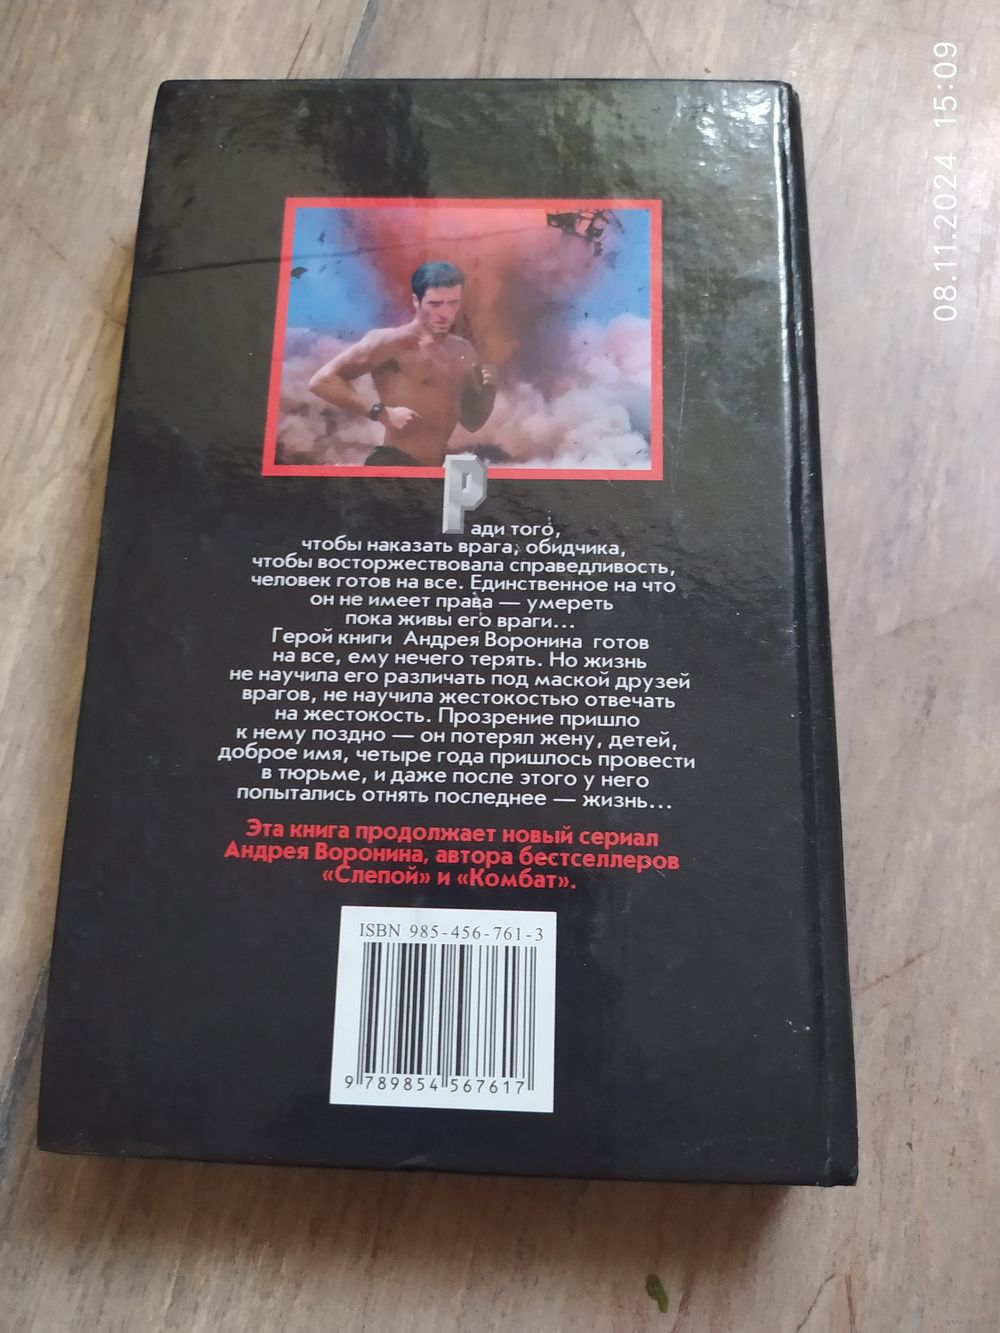 08.11.2024 15:09
Ради того,
чтобы наказать врага, обидчика,
чтобы восторжествовала справедливость,
человек готов на все. Единственное на что
он не имеет права — умереть
пока живы его враги...
Герой книги Андрея Воронина готов
на все, ему нечего терять. Но жизнь
не научила его различать под маской друзей
врагов, не научила жестокостью отвечать
на жестокость. Прозрение пришло
к нему поздно — он потерял жену, детей,
доброе имя, четыре года пришлось провести
в тюрьме, и даже после этого у него
попытались отнять последнее — жизнь...
Эта книга продолжает новый сериал
Андрея Воронина, автора бестселлеров
«Слепой» и «Комбат».
ISBN 985-456-761-3
9 789854 567617